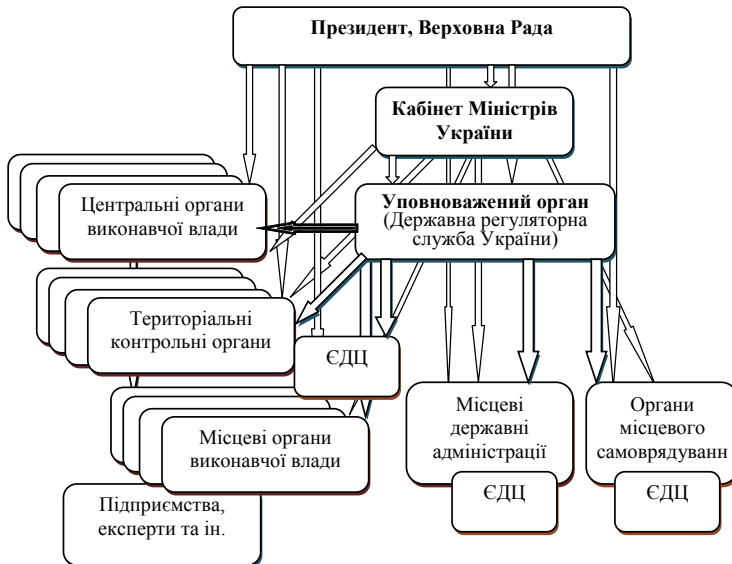 Президент, Верховна Рада
Кабінет Міністрів
України
Центральні органи
виконавчої влади
Уповноважений орган
(Державна регуляторна
служба України)
Територіальні
контрольні органи
ЄДЦ
Місцеві органи
виконавчої влади
Місцеві
державні
адміністрації
Органи
місцевого
самоврядуванн
Підприємства,
експерти та ін.
ЄДЦ
ЄДЦ